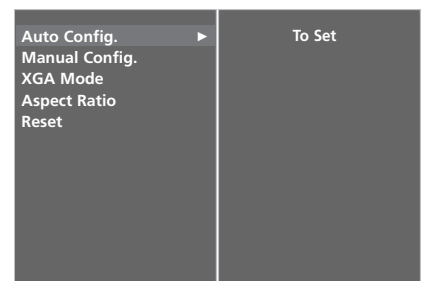 Auto Config. ► To Set
Manual Config.
XGA Mode
Aspect Ratio
Reset